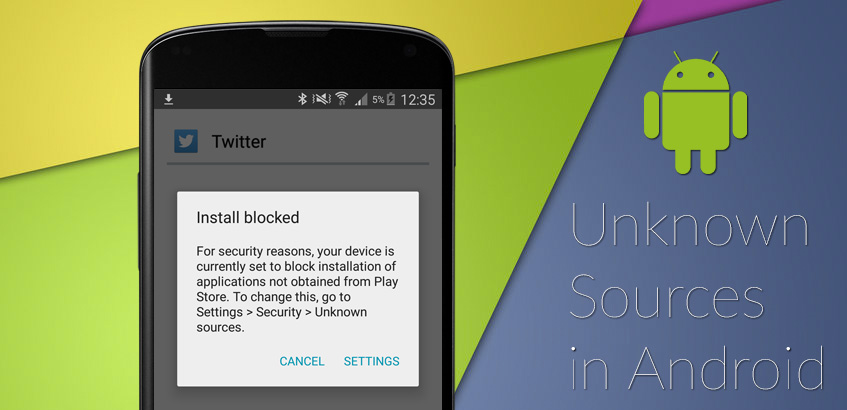 5% 12:35
Twitter
Install blocked
For security reasons, your device is
currently set to block installation of
applications not obtained from Play
Store. To change this, go to
Settings > Security > Unknown
sources.
CANCEL SETTINGS
Unknown
Sources
in Android